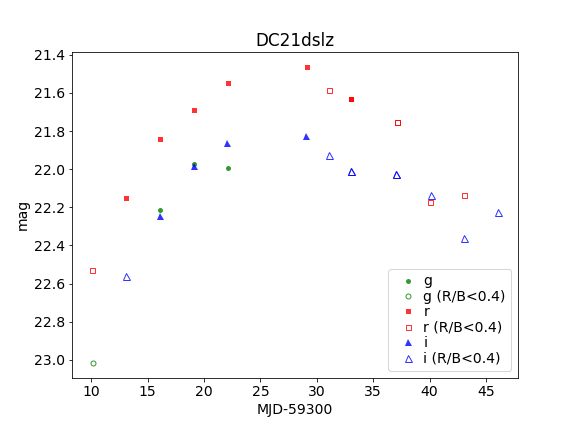 DC21dslz
21.4
21.6
21.8
22.0
22.2
22.4
22.6
22.8
23.0
mag
10 15 20 25 30 35 40 45
MJD-59300
g
g (R/B<0.4)
r
r (R/B<0.4)
i
i (R/B<0.4)